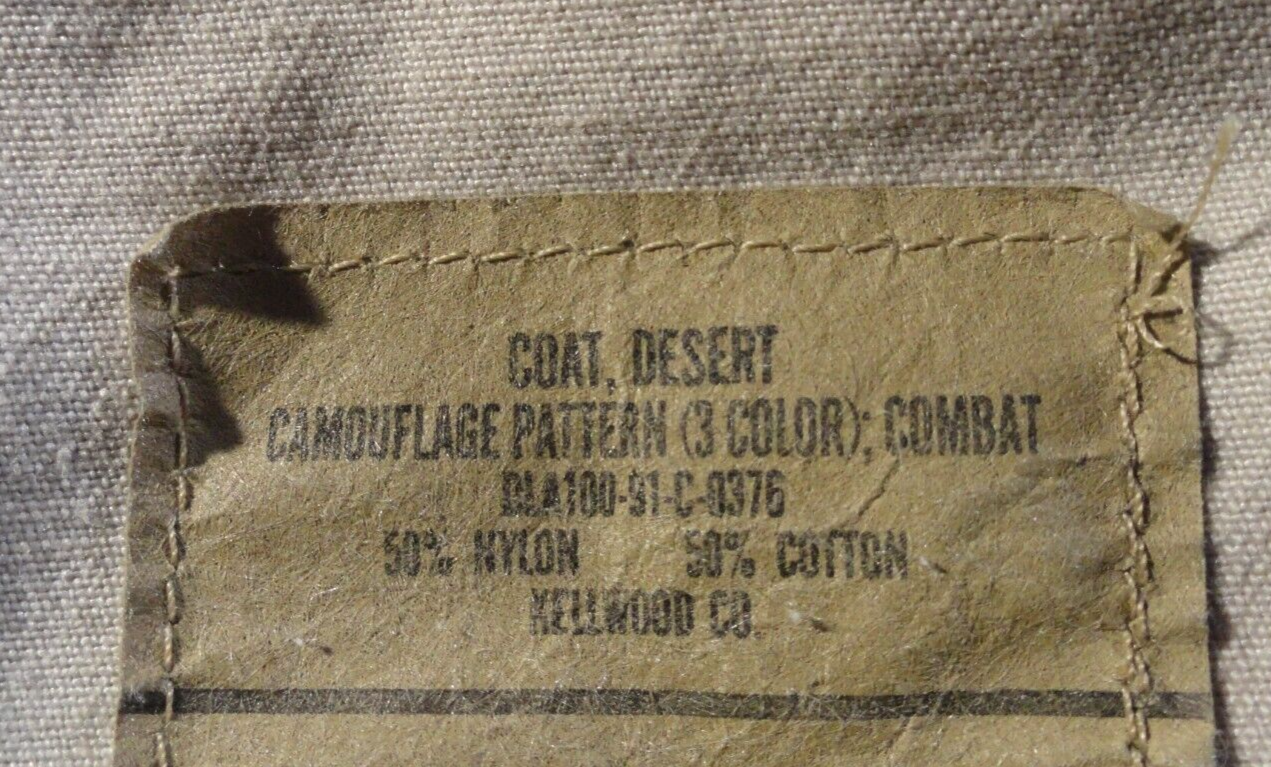 COAT, DESERT
CAMOUFLAGE PATTERN (3 COLOR); COMBAT
DLA100-91-C-0376
50% NYLON 50% COTTON
KELLWOOD CO.